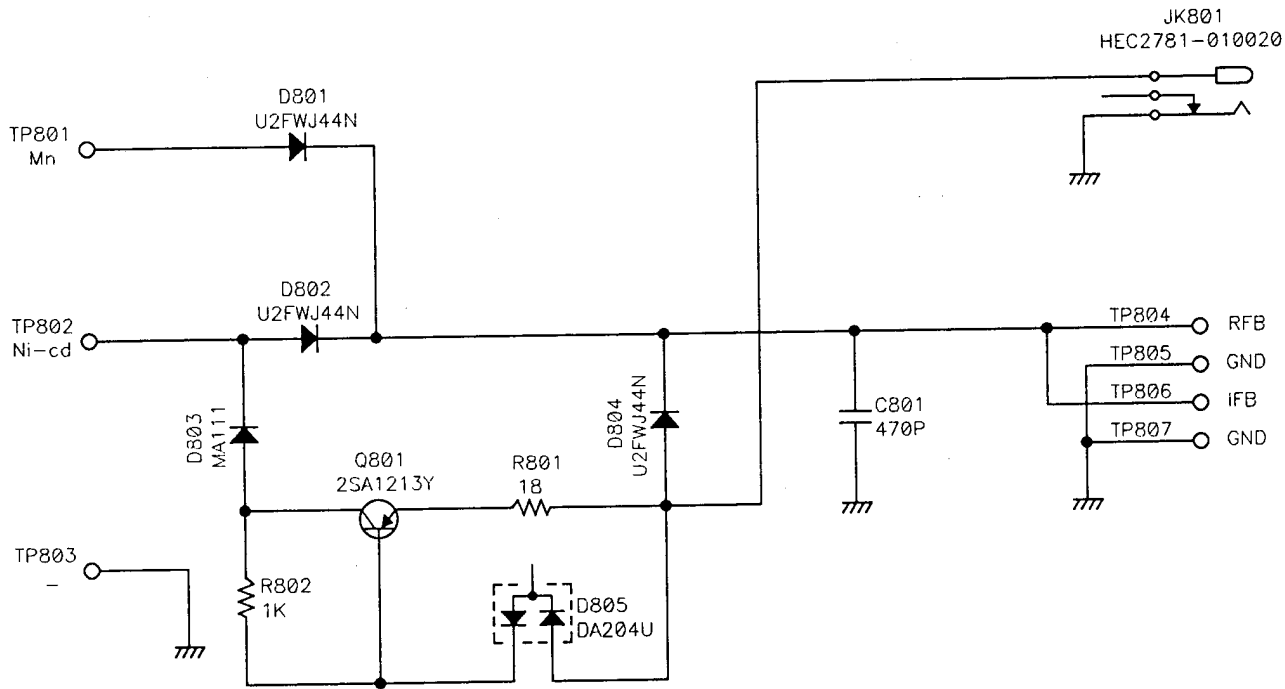 JK801
HEC2781-010020
D801
U2FWJ44N
TP801
Mn
D802
U2FWJ44N
TP802
Ni-cd
TP804
RFB
TP805
GND
TP806
iFB
TP807
GND
D803
MA111
D804
U2FWJ44N
C801
470P
Q801
2SA1213Y
R801
18
TP803
-
R802
1K
D805
DA204U